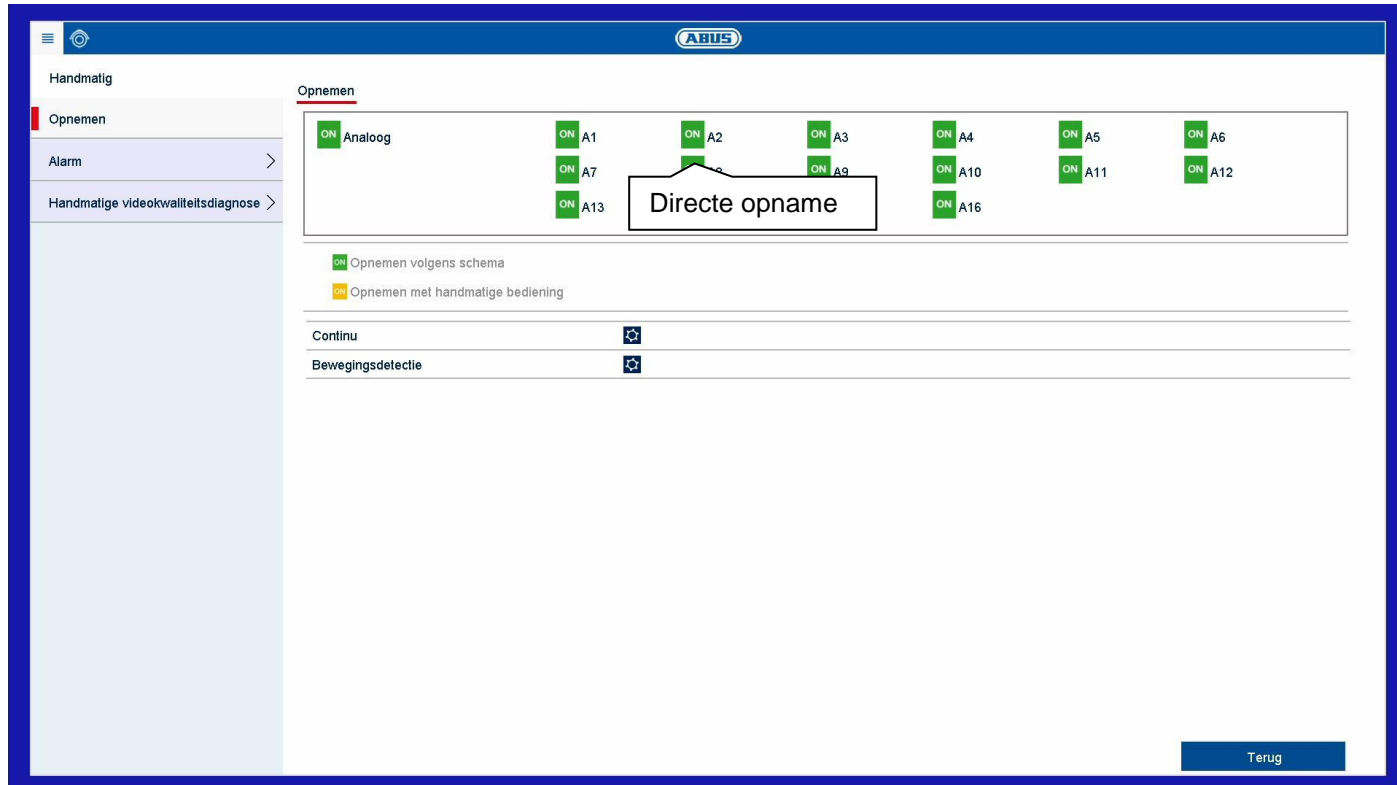 ABUS
Handmatig
Opnemen
Alarm
Handmatige videokwaliteitsdiagnose
Opnemen
ON Analoog ON A1 ON A2 ON A3 ON A4 ON A5 ON A6
ON A7 ON A9 ON A10 ON A11 ON A12
ON A13 ON A16
Directe opname
ON Opnemen volgens schema
ON Opnemen met handmatige bediening
Continu
Bewegingsdetectie
Terug